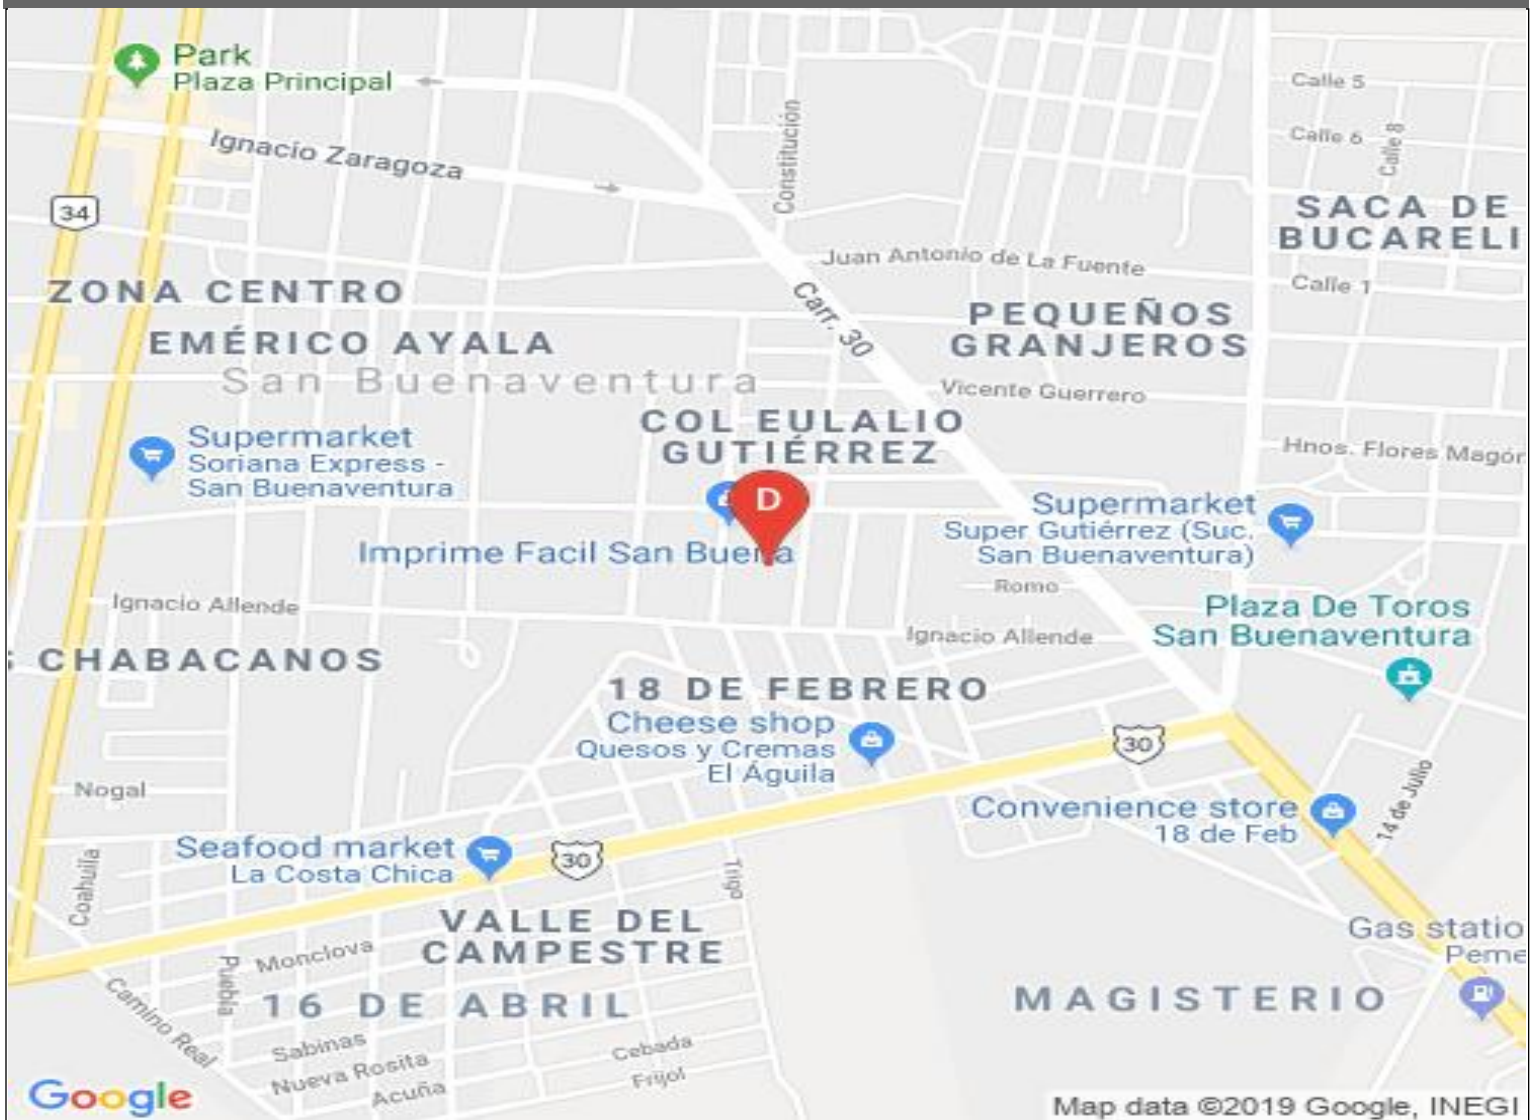 Park
Plaza Principal
Calle 5
Constitución
Calle 6
Calle 8
Ignacio Zaragoza
34
SACA DE
BUCARELI
Juan Antonio de La Fuente
Calle 1
ZONA CENTRO
Carr. 30
PEQUEÑOS
GRANJEROS
EMÉRICO AYALA
San Buenaventura
Vicente Guerrero
COL EULALIO
GUTIÉRREZ
Supermarket
Soriana Express -
San Buenaventura
Hnos. Flores Magór
D
Supermarket
Super Gutiérrez (Suc.
San Buenaventura)
Imprime Facil San Buena
Romo
Ignacio Allende
Plaza De Toros
San Buenaventura
Ignacio Allende
CHABACANOS
18 DE FEBRERO
Cheese shop
Quesos y Cremas
El Águila
30
Nogal
14 de Julio
Convenience store
18 de Feb
Seafood market
La Costa Chica
30
Trigo
Coahuila
VALLE DEL
CAMPESTRE
Gas statio
Peme
Monclova
Puebla
Camino Real
16 DE ABRIL
MAGISTERIO
Sabinas
Cebada
Nueva Rosita
Frijol
Acuña
Google
Map data ©2019 Google, INEGI